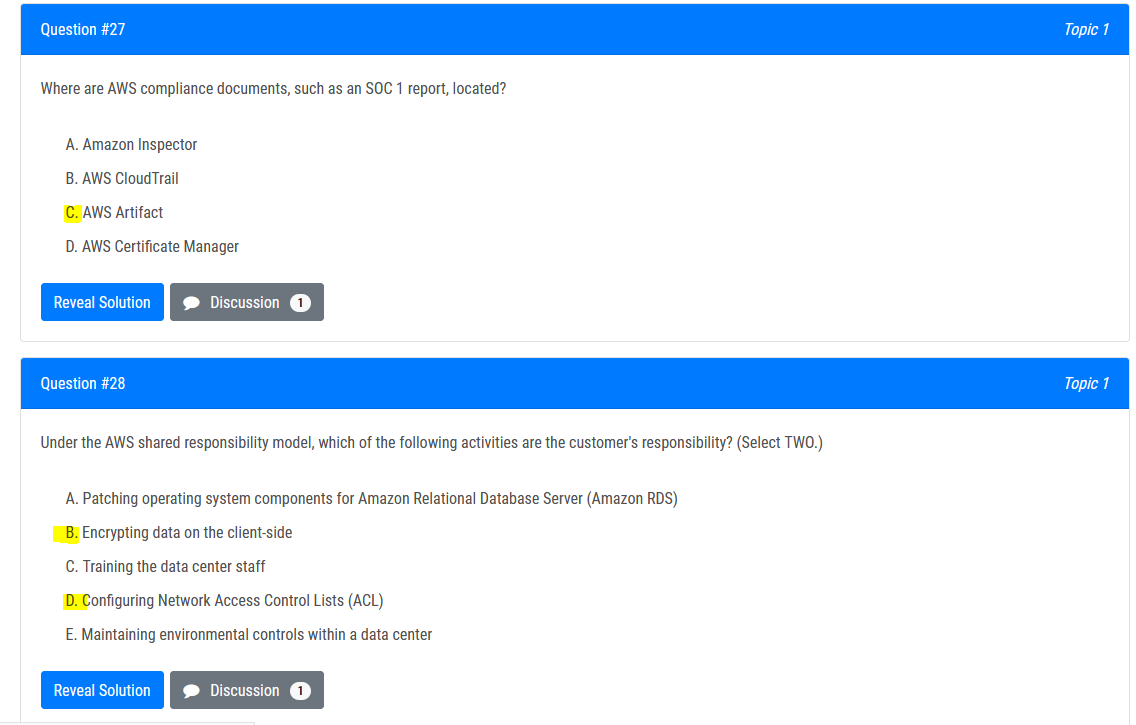 Question #27
Topic 1
Where are AWS compliance documents, such as an SOC 1 report, located?
A. Amazon Inspector
B. AWS CloudTrail
C. AWS Artifact
D. AWS Certificate Manager
Reveal Solution
Discussion 1
Question #28
Topic 1
Under the AWS shared responsibility model, which of the following activities are the customer's responsibility? (Select TWO.)
A. Patching operating system components for Amazon Relational Database Server (Amazon RDS)
B. Encrypting data on the client-side
C. Training the data center staff
D. Configuring Network Access Control Lists (ACL)
E. Maintaining environmental controls within a data center
Reveal Solution
Discussion 1